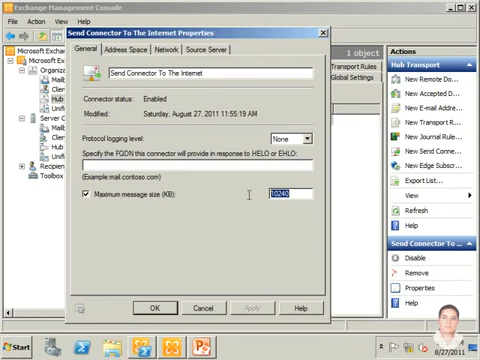 Exchange Management Console
File Action View Help
Microsoft Exchan
Microsoft Ex
Organiza
Mailb
Clien
Hub
Unifi
Server C
Mailb
Clien
Hub
Unifi
Recipien
Toolbox
Send Connector To The Internet Properties
General Address Space Network Source Server
Send Connector To The Internet
Connector status: Enabled
Modified: Saturday, August 27, 2011 11:55:19 AM
Protocol logging level: None
Specify the FQDN this connector will provide in response to HELO or EHLO:
(Example:mail.contoso.com)
Maximum message size (KB): 10240
OK Cancel Apply Help
1 object
Transport Rules
Global Settings
Actions
Hub Transport
New Remote Do...
New Accepted D...
New E-mail Addr...
New Transport R...
New Journal Rule...
New Send Conne...
New Edge Subscr...
Export List...
View
Refresh
Help
Send Connector To ...
Disable
Remove
Properties
Help
Start
8/27/2011